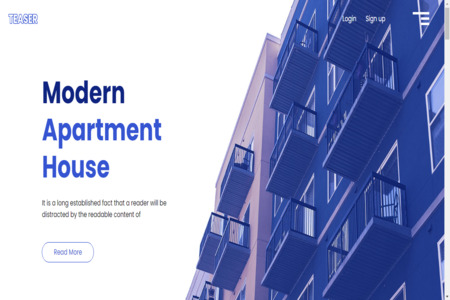 TEASER
Login Sign up
Modern
Apartment
House
It is a long established fact that a reader will be
distracted by the readable content of
Read More